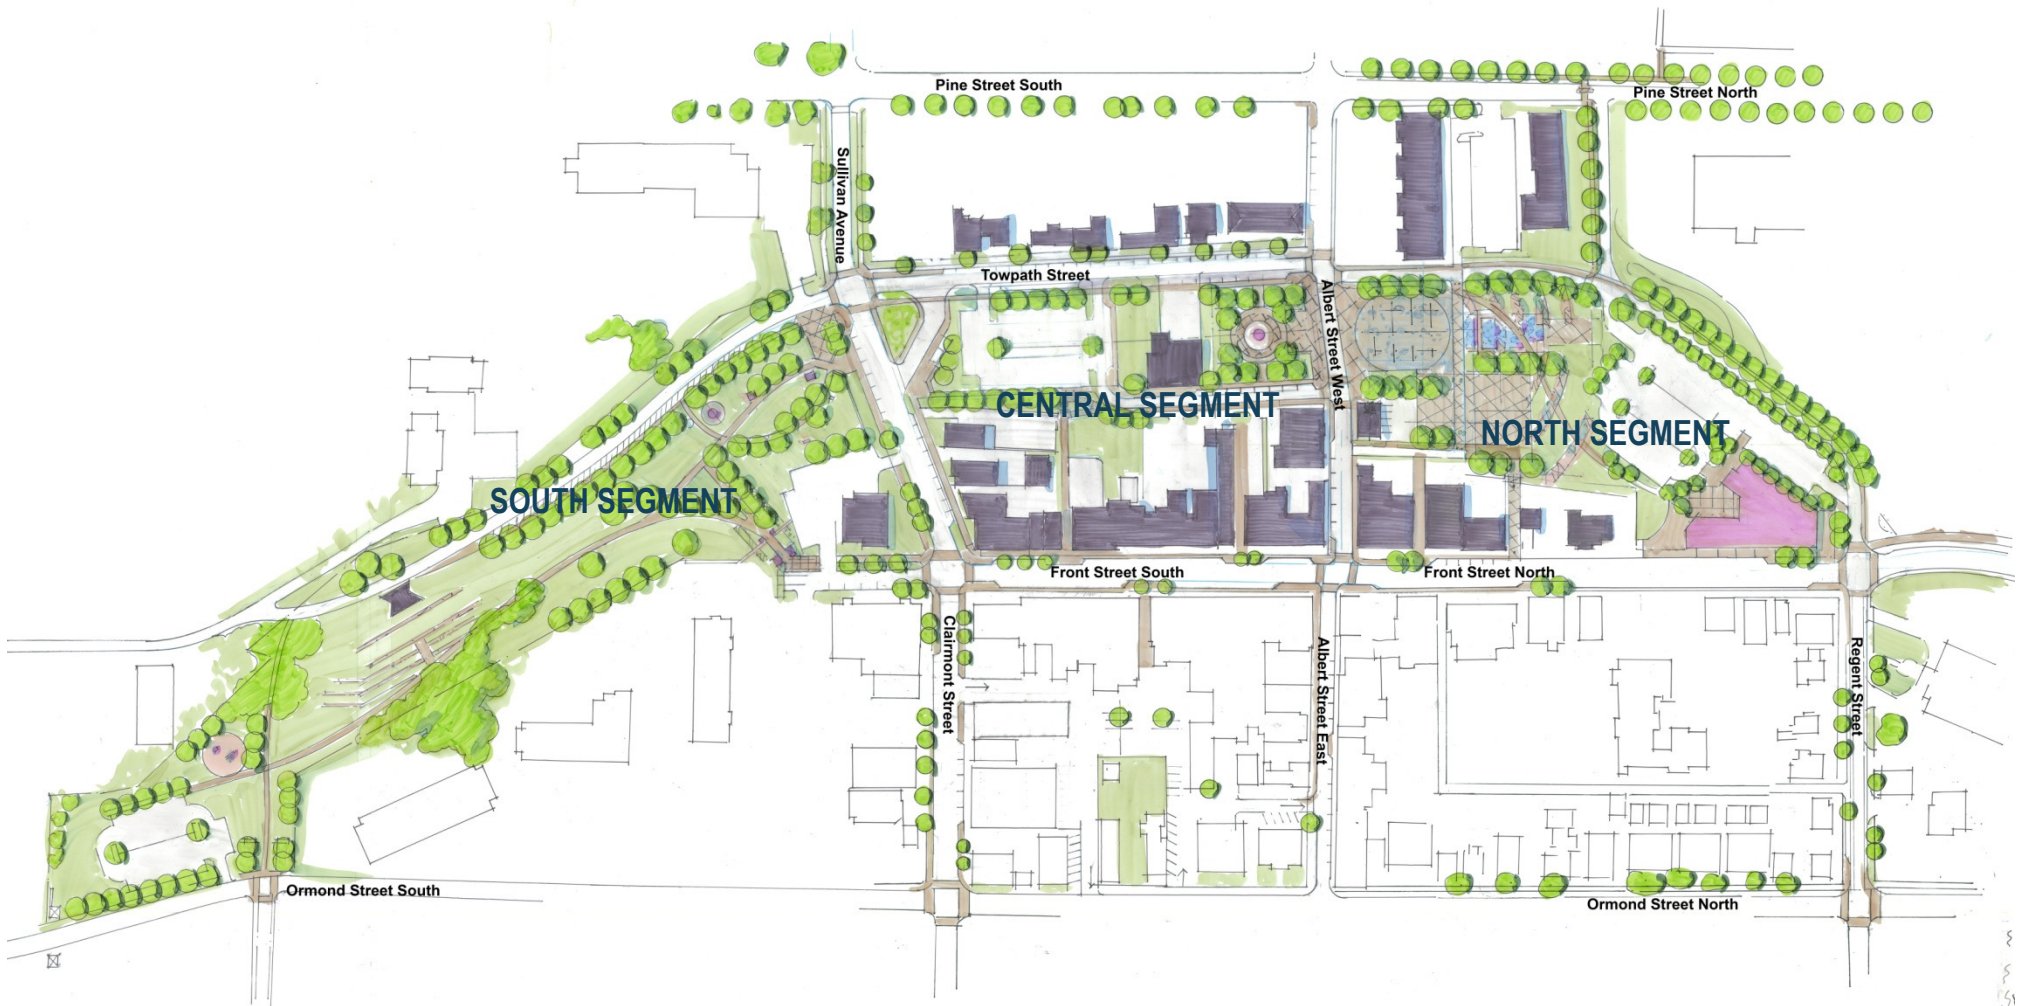 Pine Street South
Pine Street North
Sullivan Avenue
Towpath Street
Albert Street West
CENTRAL SEGMENT
NORTH SEGMENT
SOUTH SEGMENT
Front Street South
Front Street North
Clairmont Street
Albert Street East
Regent Street
Ormond Street South
Ormond Street North